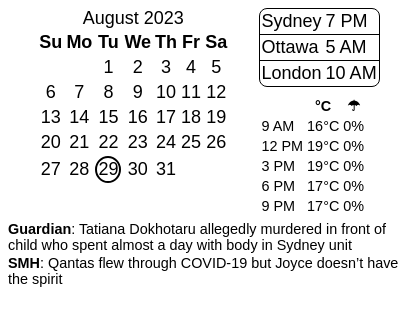 August 2023
Su Mo Tu We Th Fr Sa
1 2 3 4 5
6 7 8 9 10 11 12
13 14 15 16 17 18 19
20 21 22 23 24 25 26
27 28 29 30 31
Sydney 7 PM
Ottawa 5 AM
London 10 AM
°C ☂
9 AM 16°C 0%
12 PM 19°C 0%
3 PM 19°C 0%
6 PM 17°C 0%
9 PM 17°C 0%
Guardian: Tatiana Dokhotaru allegedly murdered in front of
child who spent almost a day with body in Sydney unit
SMH: Qantas flew through COVID-19 but Joyce doesn’t have
the spirit